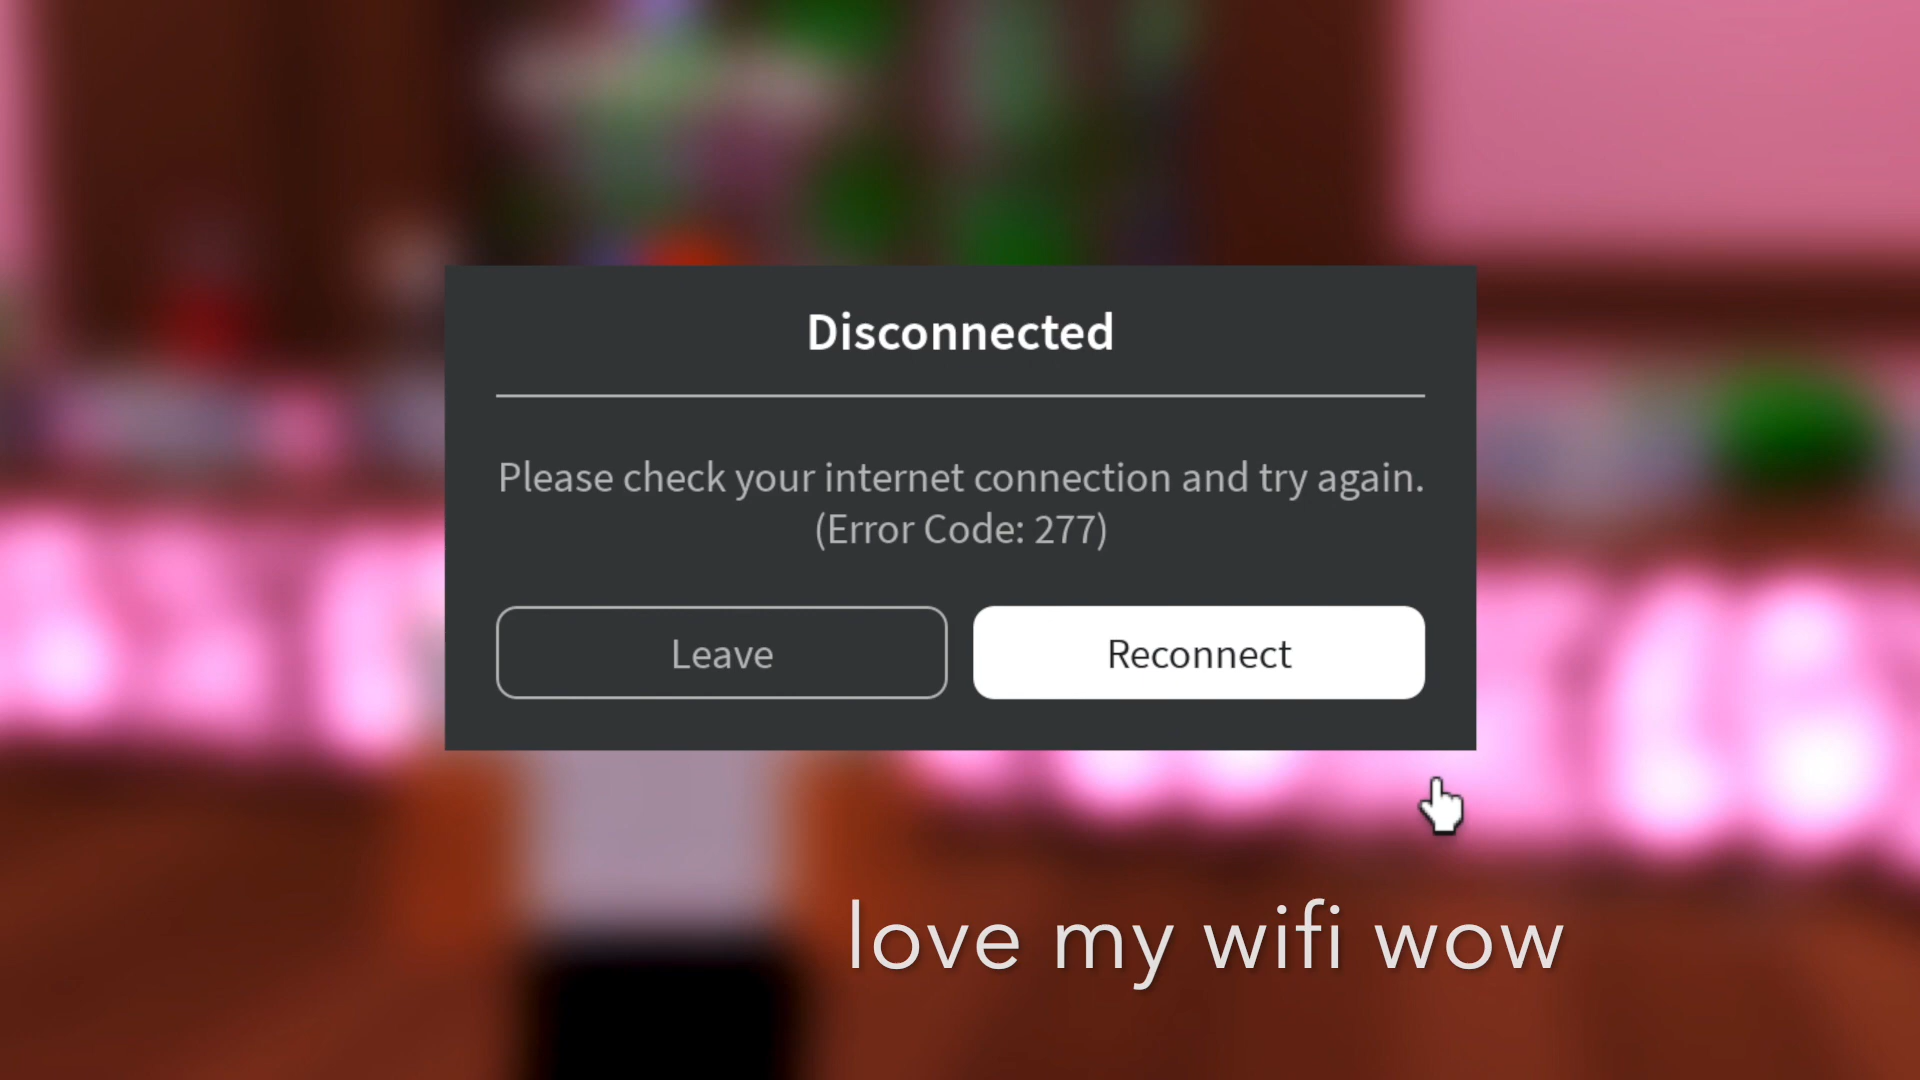 Disconnected
Please check your internet connection and try again.
(Error Code: 277)
Leave
Reconnect
love my wifi wow